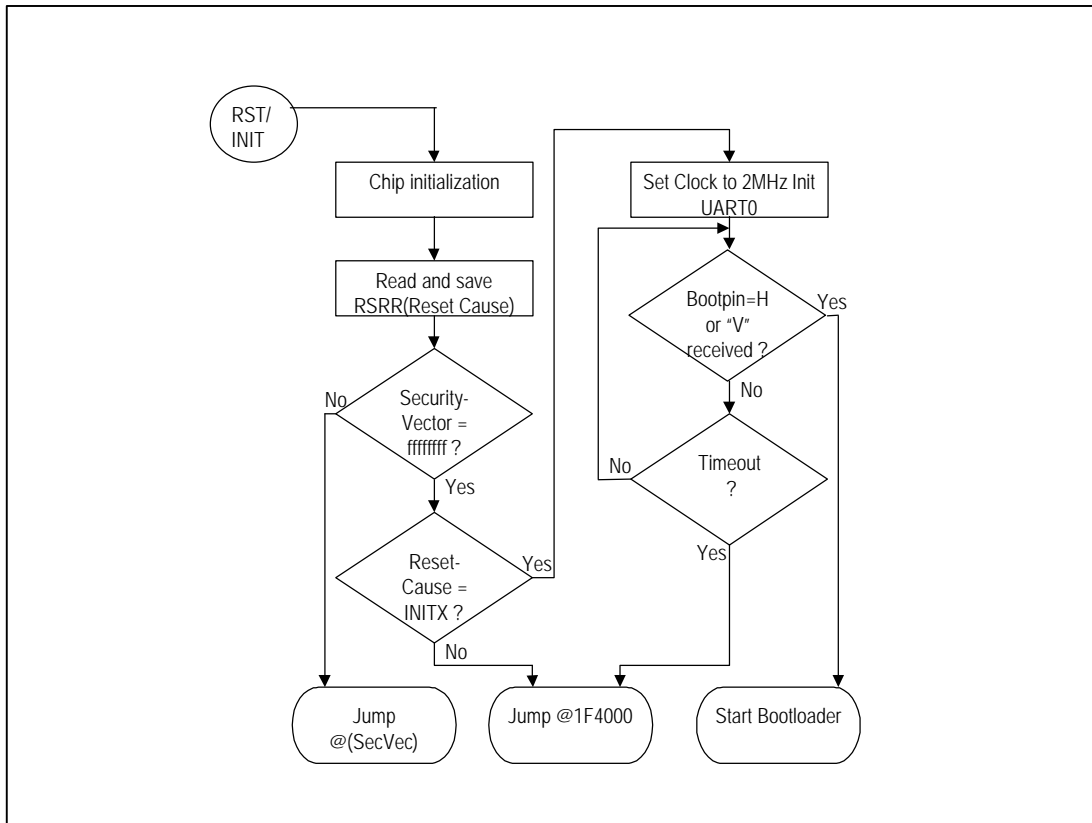 RST/
INIT
Chip initialization
Read and save
RSRR(Reset Cause)
No
Security-
Vector =
ffffffff ?
Yes
Reset-
Cause =
INITX ?
Yes
No
Set Clock to 2MHz Init
UART0
Bootpin=H
or “V”
received ?
Yes
No
Timeout
?
No
Yes
Jump
@(SecVec)
Jump @1F4000
Start Bootloader